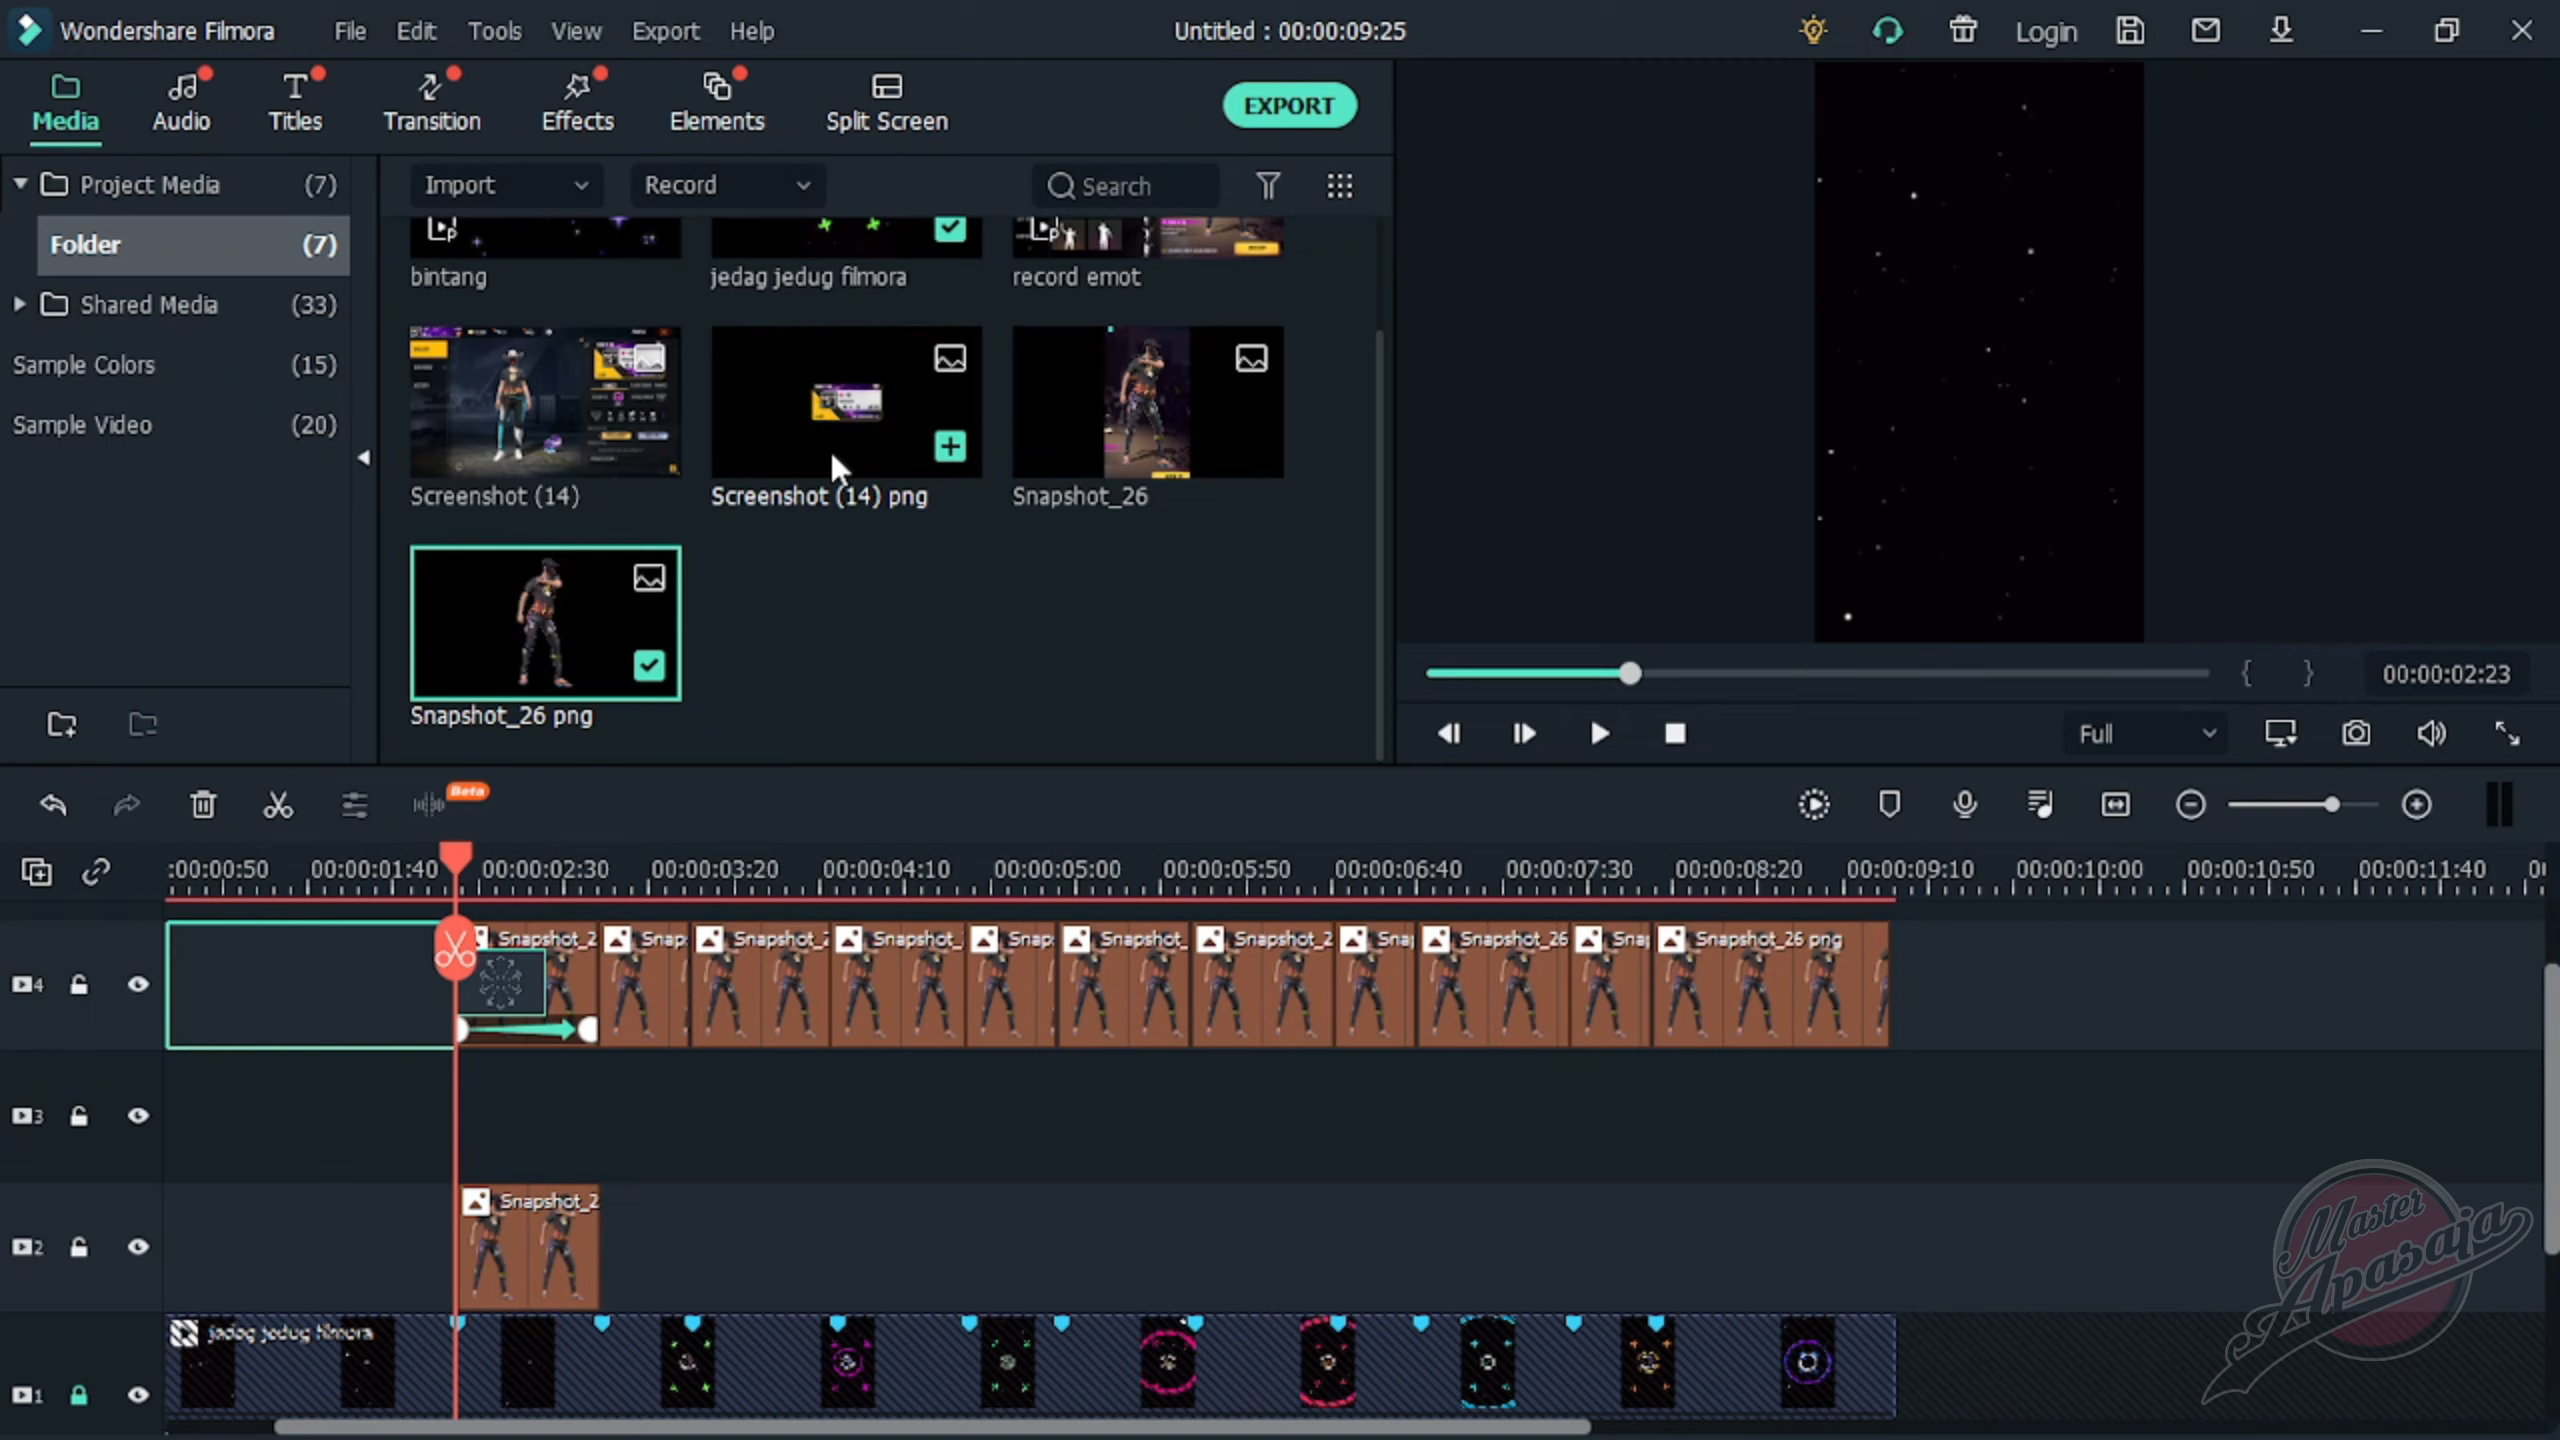 Wondershare Filmora File Edit Tools View Export Help Untitled : 00:00:09:25 Login
Media Audio Titles Transition Effects Elements Split Screen EXPORT
Project Media (7)
Folder (7)
Shared Media (33)
Sample Colors (15)
Sample Video (20)
Import Record Search
bintang jedag jedug filmora record emot
Screenshot (14) Screenshot (14) png Snapshot_26
Snapshot_26 png
{ } 00:00:02:23
Full
Beta
:00:00:50 00:00:01:40 00:00:02:30 00:00:03:20 00:00:04:10 00:00:05:00 00:00:05:50 00:00:06:40 00:00:07:30 00:00:08:20 00:00:09:10 00:00:10:00 00:00:10:50 00:00:11:40
4 Snapshot_2 Snap Snapshot_2 Snapshot_ Snap Snapshot_ Snapshot_2 Sna Snapshot_26 Sna Snapshot_26 png
3
2 Snapshot_2
jedag jedug filmora
1
Master
Apasaja